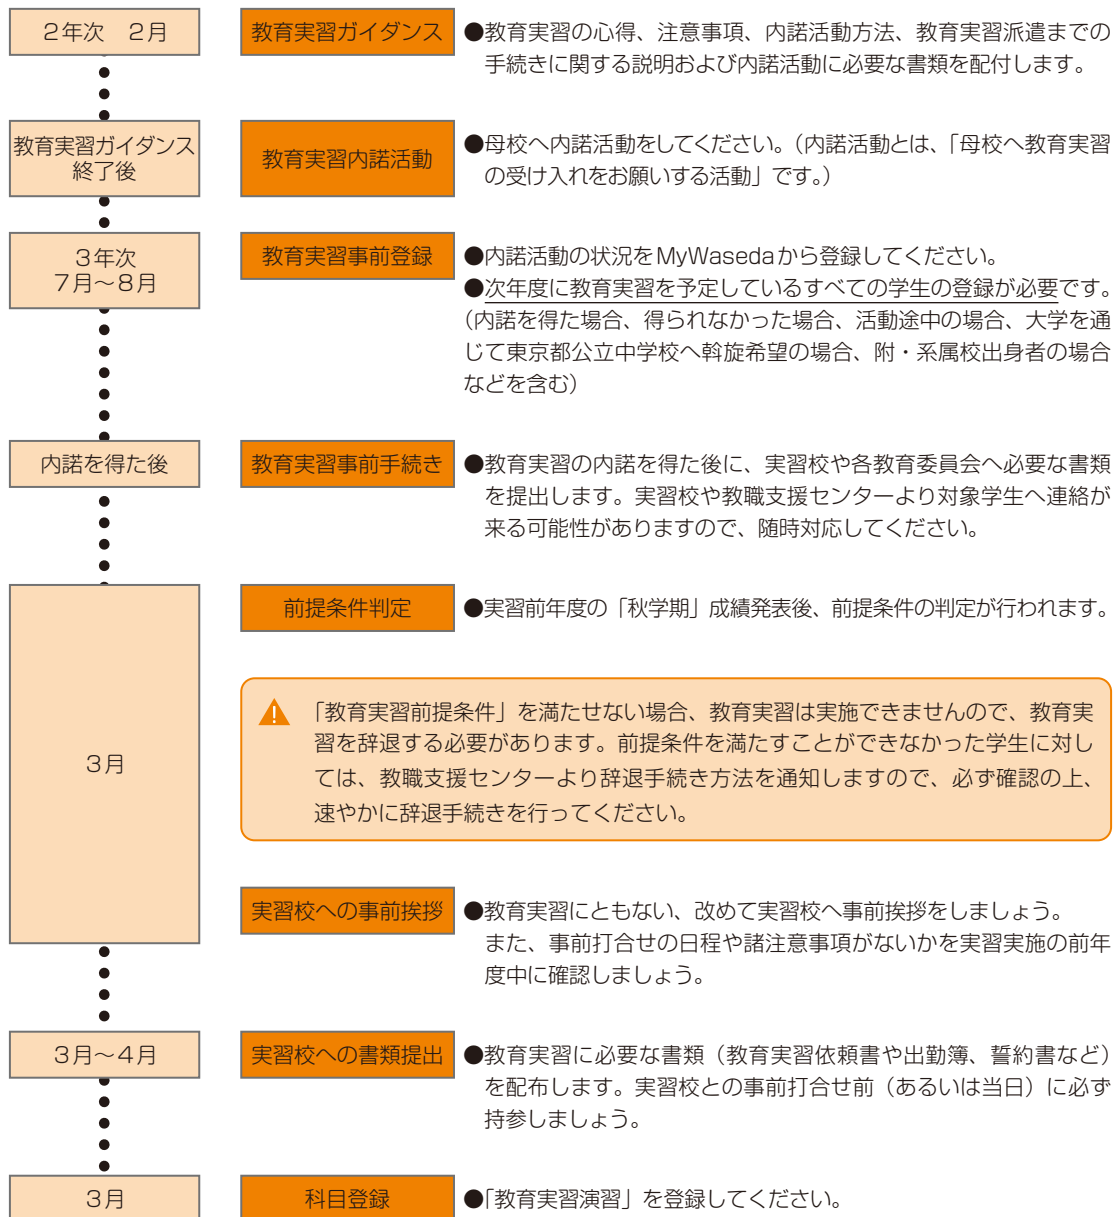 2年次　2月
教育実習ガイダンス
●教育実習の心得、注意事項、内諾活動方法、教育実習派遣までの
手続きに関する説明および内諾活動に必要な書類を配付します。
教育実習ガイダンス
終了後
教育実習内諾活動
●母校へ内諾活動をしてください。（内諾活動とは、「母校へ教育実習
の受け入れをお願いする活動」です。）
3年次
7月～8月
教育実習事前登録
●内諾活動の状況をMyWasedaから登録してください。
●次年度に教育実習を予定しているすべての学生の登録が必要です。
（内諾を得た場合、得られなかった場合、活動途中の場合、大学を通
じて東京都公立中学校へ斡旋希望の場合、附・系属校出身者の場合
などを含む）
内諾を得た後
教育実習事前手続き
●教育実習の内諾を得た後に、実習校や各教育委員会へ必要な書類
を提出します。実習校や教職支援センターより対象学生へ連絡が
来る可能性がありますので、随時対応してください。
3月
前提条件判定
●実習前年度の「秋学期」成績発表後、前提条件の判定が行われます。
「教育実習前提条件」を満たせない場合、教育実習は実施できませんので、教育実
習を辞退する必要があります。前提条件を満たすことができなかった学生に対し
ては、教職支援センターより辞退手続き方法を通知しますので、必ず確認の上、
速やかに辞退手続きを行ってください。
実習校への事前挨拶
●教育実習にともない、改めて実習校へ事前挨拶をしましょう。
また、事前打合せの日程や諸注意事項がないかを実習実施の前年
度中に確認しましょう。
3月～4月
実習校への書類提出
●教育実習に必要な書類（教育実習依頼書や出勤簿、誓約書など）
を配布します。実習校との事前打合せ前（あるいは当日）に必ず
持参しましょう。
3月
科目登録
●「教育実習演習」を登録してください。